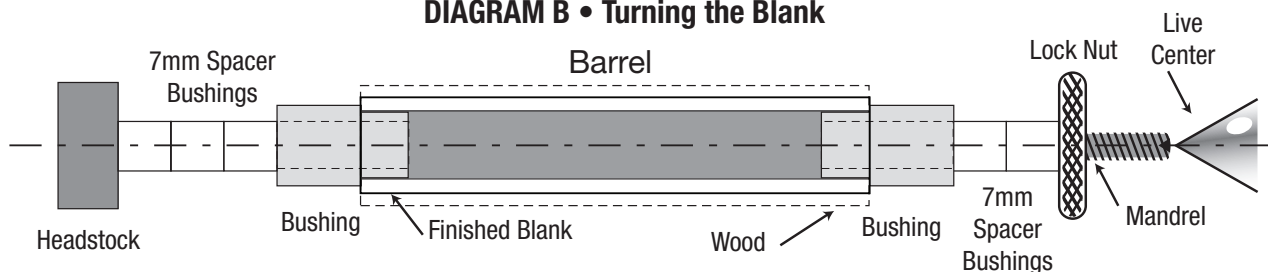 DIAGRAM B • Turning the Blank
7mm Spacer
Bushings
Barrel
Lock Nut
Live
Center
Headstock
Bushing
Finished Blank
Wood
Bushing
7mm
Spacer
Bushings
Mandrel